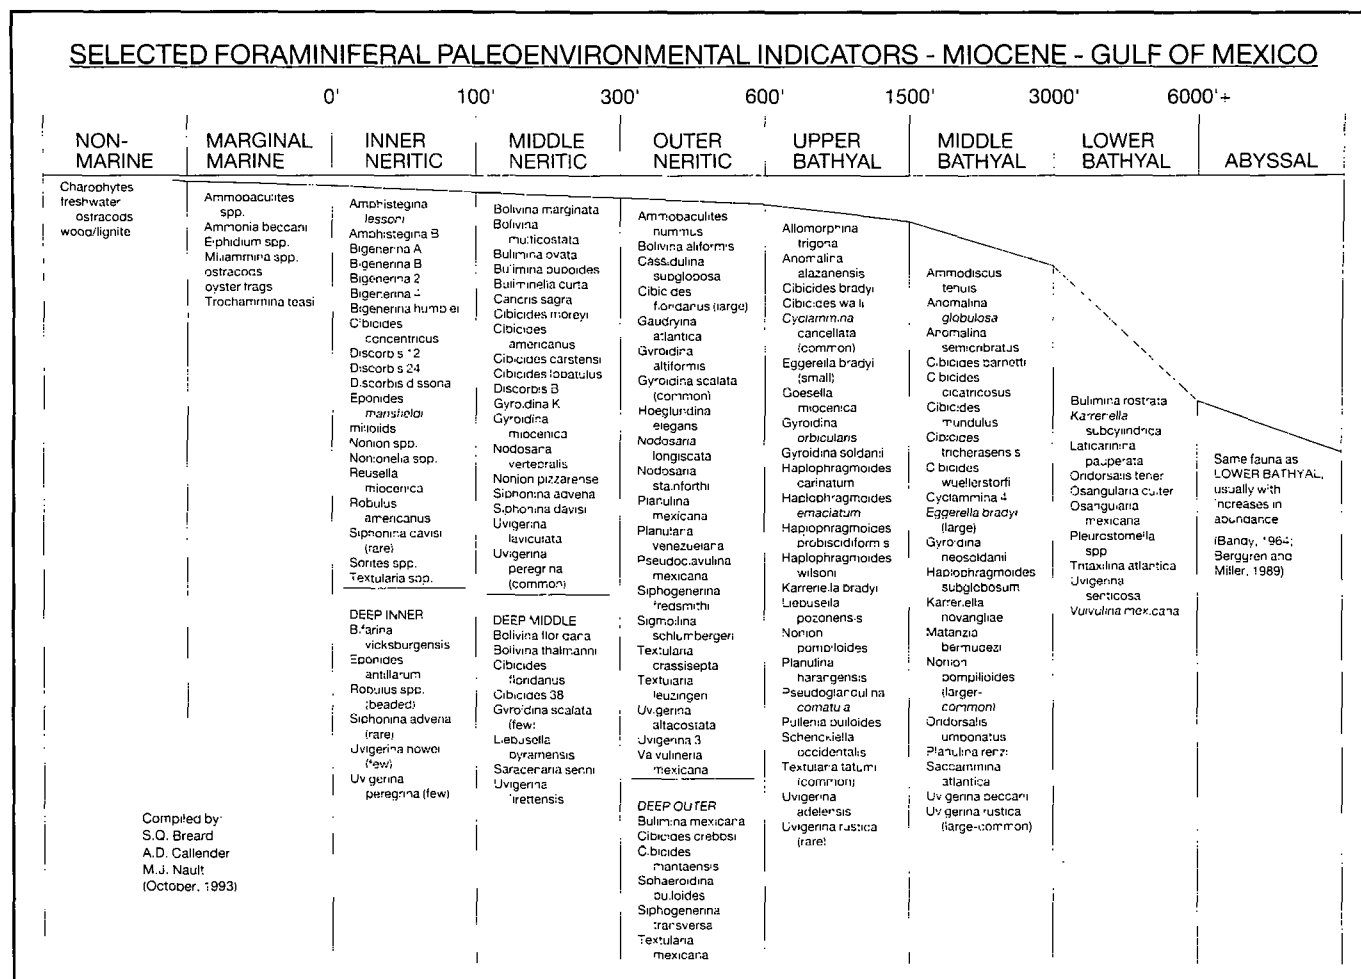 SELECTED FORAMINIFERAL PALEOENVIRONMENTAL INDICATORS - MIOCENE - GULF OF MEXICO
0' 100' 300' 600' 1500' 3000' 6000'+
NON-
MARINE
MARGINAL
MARINE
INNER
NERITIC
MIDDLE
NERITIC
OUTER
NERITIC
UPPER
BATHYAL
MIDDLE
BATHYAL
LOWER
BATHYAL
ABYSSAL
Charophytes
freshwater
ostracods
wood/lignite
Ammobaculites
spp.
Ammonia beccarii
Elphidium spp.
Miliammina spp.
ostracods
oyster frags
Trochammina teasi
Amphistegina
lessoni
Amphistegina B
Bigenerina A
Bigenerina B
Bigenerina 2
Bigenerina 4
Bigenerina humblei
Cibicides
concentricus
Discorbis 12
Discorbis 24
Discorbis dissona
Eponides
mansfieldi
miliolids
Nonion spp.
Nonionella spp.
Reusella
miocenica
Robulus
americanus
Siphonina davisi
(rare)
Sorites spp.
Textularia spp.
DEEP INNER
Bifarina
vicksburgensis
Eponides
antillarum
Robulus spp.
(beaded)
Siphonina advena
(rare)
Uvigerina howei
(few)
Uvigerina
peregrina (few)
Bolivina marginata
Bolivina
multicostata
Bulimina ovata
Bulimina pupoides
Buliminella curta
Cancris sagra
Cibicides moreyi
Cibicides
americanus
Cibicides carstensi
Cibicides lobatulus
Discorbis B
Gyroidina K
Gyroidina
miocenica
Nodosaria
vertebralis
Nonion pizzarense
Siphonina advena
Siphonina davisi
Uvigerina
laviculata
Uvigerina
peregrina
(common)
DEEP MIDDLE
Bolivina floridana
Bolivina thalmanni
Cibicides
floridanus
Cibicides 38
Gyroidina scalata
(few)
Liebusella
byramensis
Saracenaria senni
Uvigerina
lirettensis
Ammobaculites
nummus
Bolivina aliformis
Cassidulina
subglobosa
Cibicides
floridanus (large)
Gaudryina
atlantica
Gyroidina
altiformis
Gyroidina scalata
(common)
Hoeglundina
elegans
Nodosaria
longiscata
Nodosaria
stainforthi
Planulina
mexicana
Planularia
venezuelana
Pseudoclavulina
mexicana
Siphogenerina
fredsmithi
Sigmoilina
schlumbergeri
Textularia
crassisepta
Textularia
leuzingeri
Uvigerina
altacostata
Uvigerina 3
Valvulineria
mexicana
DEEP OUTER
Bulimina mexicana
Cibicides crebbsi
Cibicides
mantaensis
Sphaeroidina
bulloides
Siphogenerina
transversa
Textularia
mexicana
Allomorphina
trigona
Anomalina
alazanensis
Cibicides bradyi
Cibicides walli
Cyclammina
cancellata
(common)
Eggerella bradyi
(small)
Goesella
miocenica
Gyroidina
orbicularis
Gyroidina soldanii
Haplophragmoides
carinatum
Haplophragmoides
emaciatum
Haplophragmoides
probiscidiformis
Haplophragmoides
wilsoni
Karreriella bradyi
Liebusella
pozonensis
Nonion
pompiloides
Planulina
harangensis
Pseudoglandulina
comatula
Pullenia bulloides
Schenckiella
occidentalis
Textularia tatumi
(common)
Uvigerina
adelensis
Uvigerina rustica
(rare)
Ammodiscus
tenuis
Anomalina
globulosa
Anomalina
semicribratus
Cibicides barnetti
Cibicides
cicatricosus
Cibicides
mundulus
Cibicides
tricherasensis
Cibicides
wuellerstorfi
Cyclammina 4
Eggerella bradyi
(large)
Gyroidina
neosoldanii
Haplophragmoides
subglobosum
Karreriella
novangliae
Matanzia
bermudezi
Nonion
pompilioides
(larger-
common)
Oridorsalis
umbonatus
Planulina renzi
Saccammina
atlantica
Uvigerina beccarii
Uvigerina rustica
(large-common)
Bulimina rostrata
Karreriella
subcylindrica
Laticarinina
pauperata
Oridorsalis tener
Osangularia culter
Osangularia
mexicana
Pleurostomella
spp
Tritaxilina atlantica
Uvigerina
senticosa
Vulvulina mexicana
Same fauna as
LOWER BATHYAL,
usually with
increases in
abundance
(Bandy, 1964;
Berggren and
Miller, 1989)
Compiled by:
S.Q. Breard
A.D. Callender
M.J. Nault
(October, 1993)